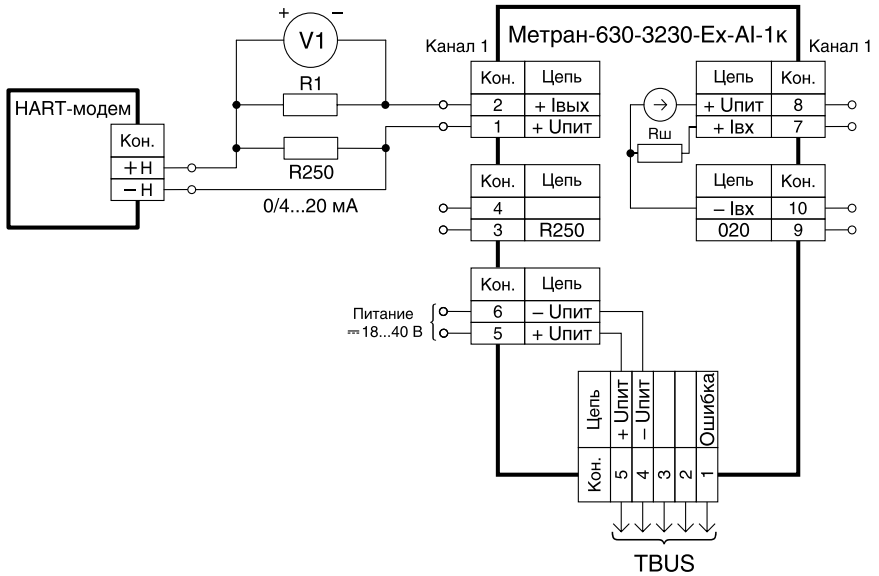 + −
V1
Метран-630-3230-Ex-AI-1к
Канал 1
Канал 1
HART-модем
Кон.
+ H
− H
R1
R250
0/4...20 мА
Кон. Цепь
2 + Iвых
1 + Uпит
Кон. Цепь
4
3 R250
Кон. Цепь
6 − Uпит
5 + Uпит
Питание
18...40 В
Rш
Цепь Кон.
+ Uпит 8
+ Iвх 7
Цепь Кон.
− Iвх 10
020 9
Цепь + Uпит − Uпит Ошибка
Кон. 5 4 3 2 1
TBUS